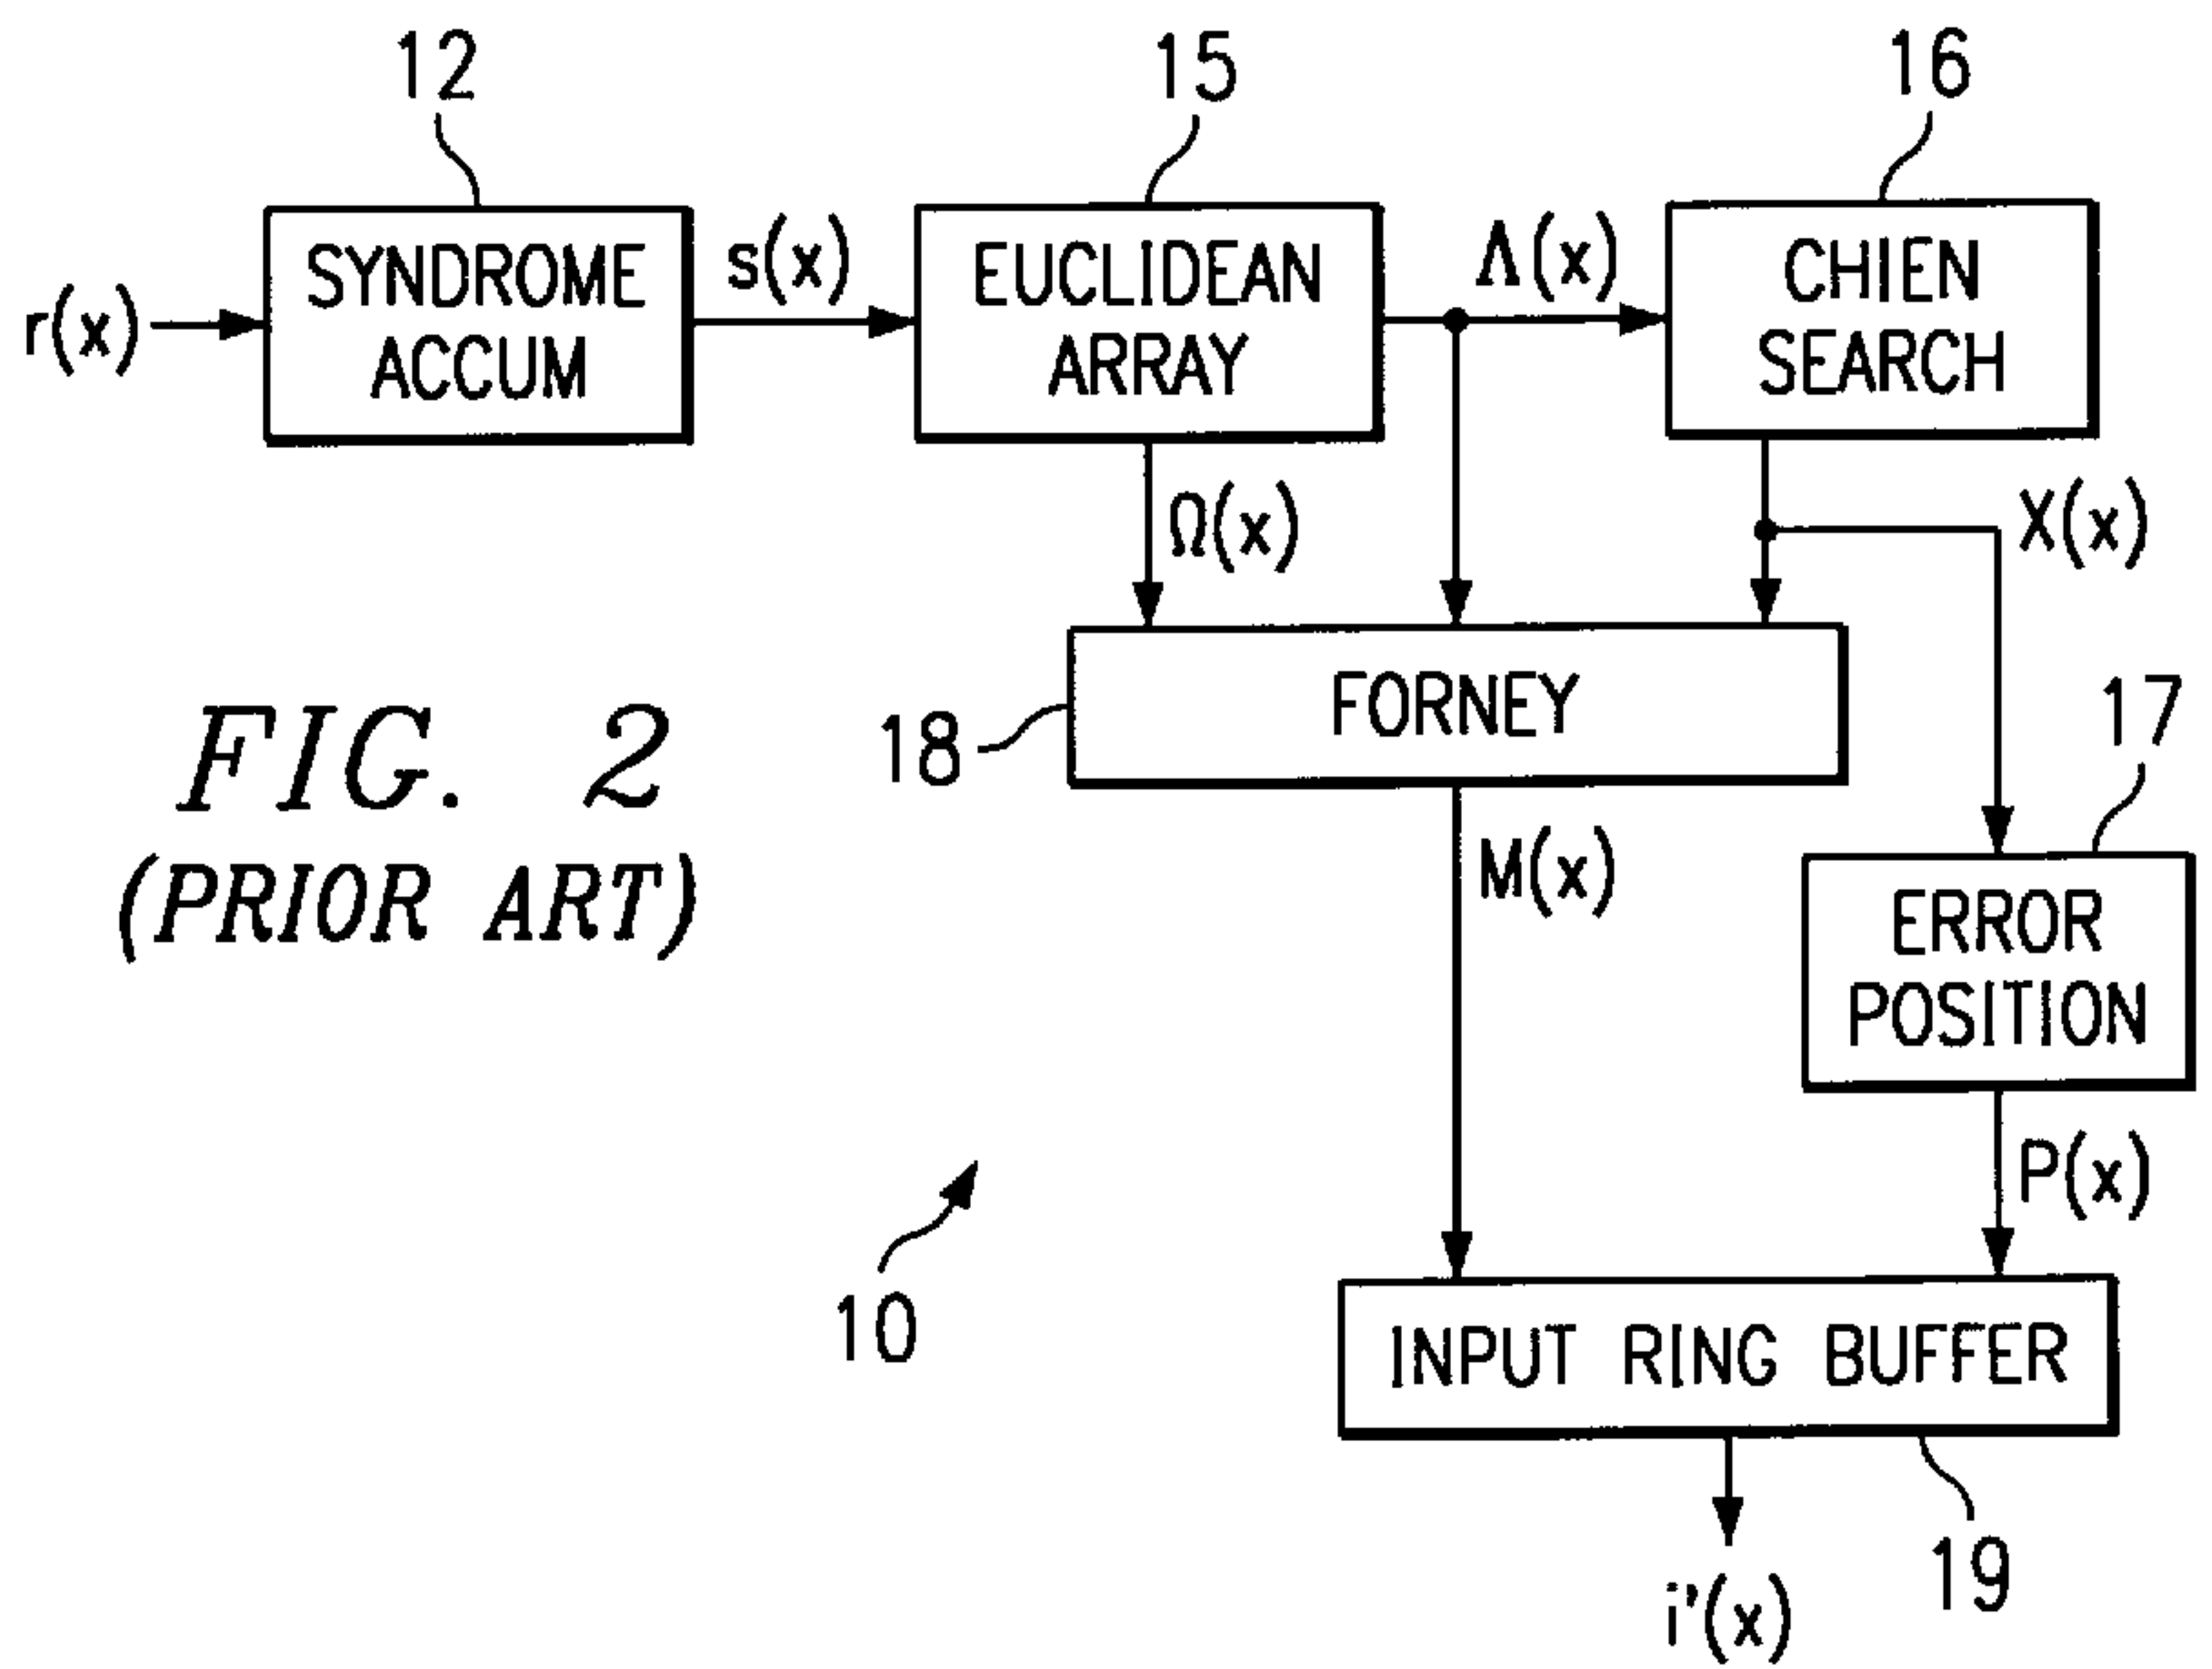 12
15
16
r(x)
SYNDROME
ACCUM
s(x)
EUCLIDEAN
ARRAY
Λ(x)
CHIEN
SEARCH
Ω(x)
X(x)
FORNEY
18
17
FIG. 2
(PRIOR ART)
M(x)
ERROR
POSITION
P(x)
10
INPUT RING BUFFER
19
i'(x)